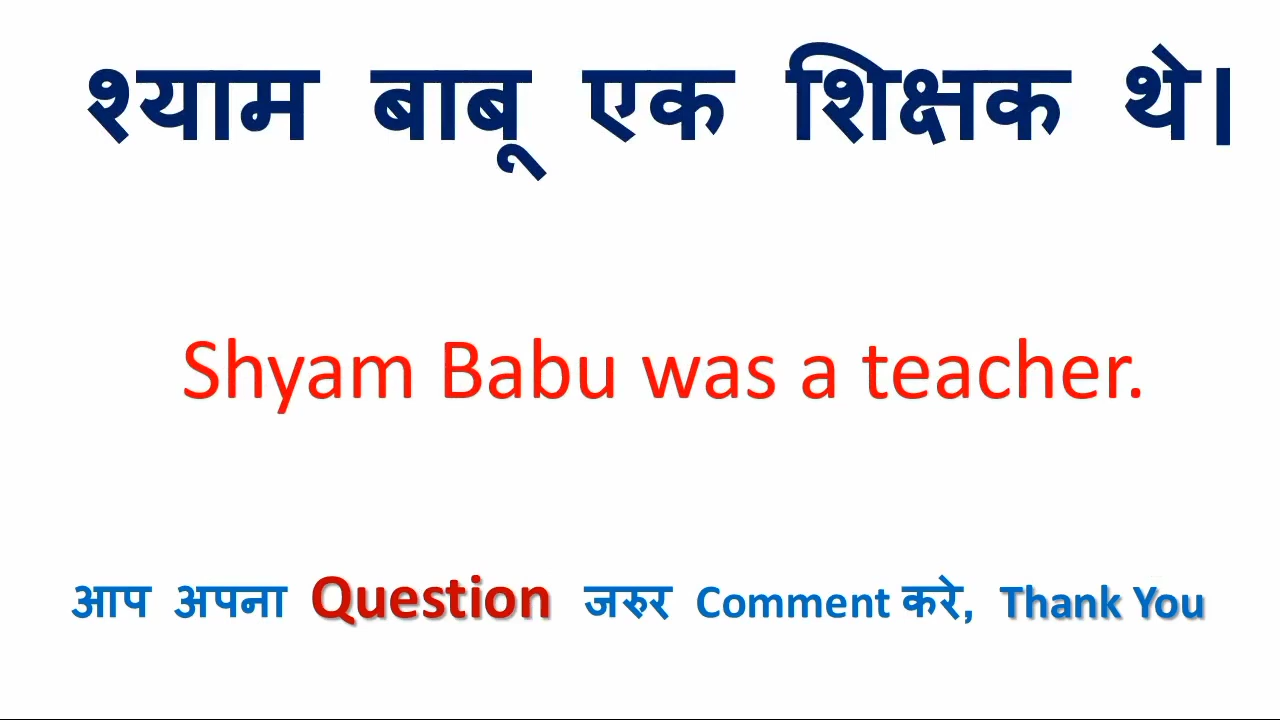 श्याम बाबू एक शिक्षक थे।
Shyam Babu was a teacher.
आप अपना Question जरुर Comment करे, Thank You